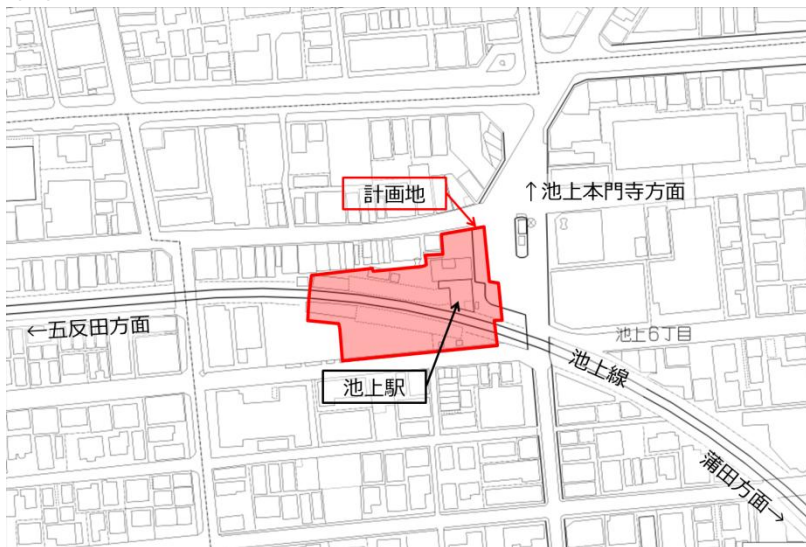 計画地
↑池上本門寺方面
←五反田方面
池上6丁目
池上線
池上駅
蒲田方面→